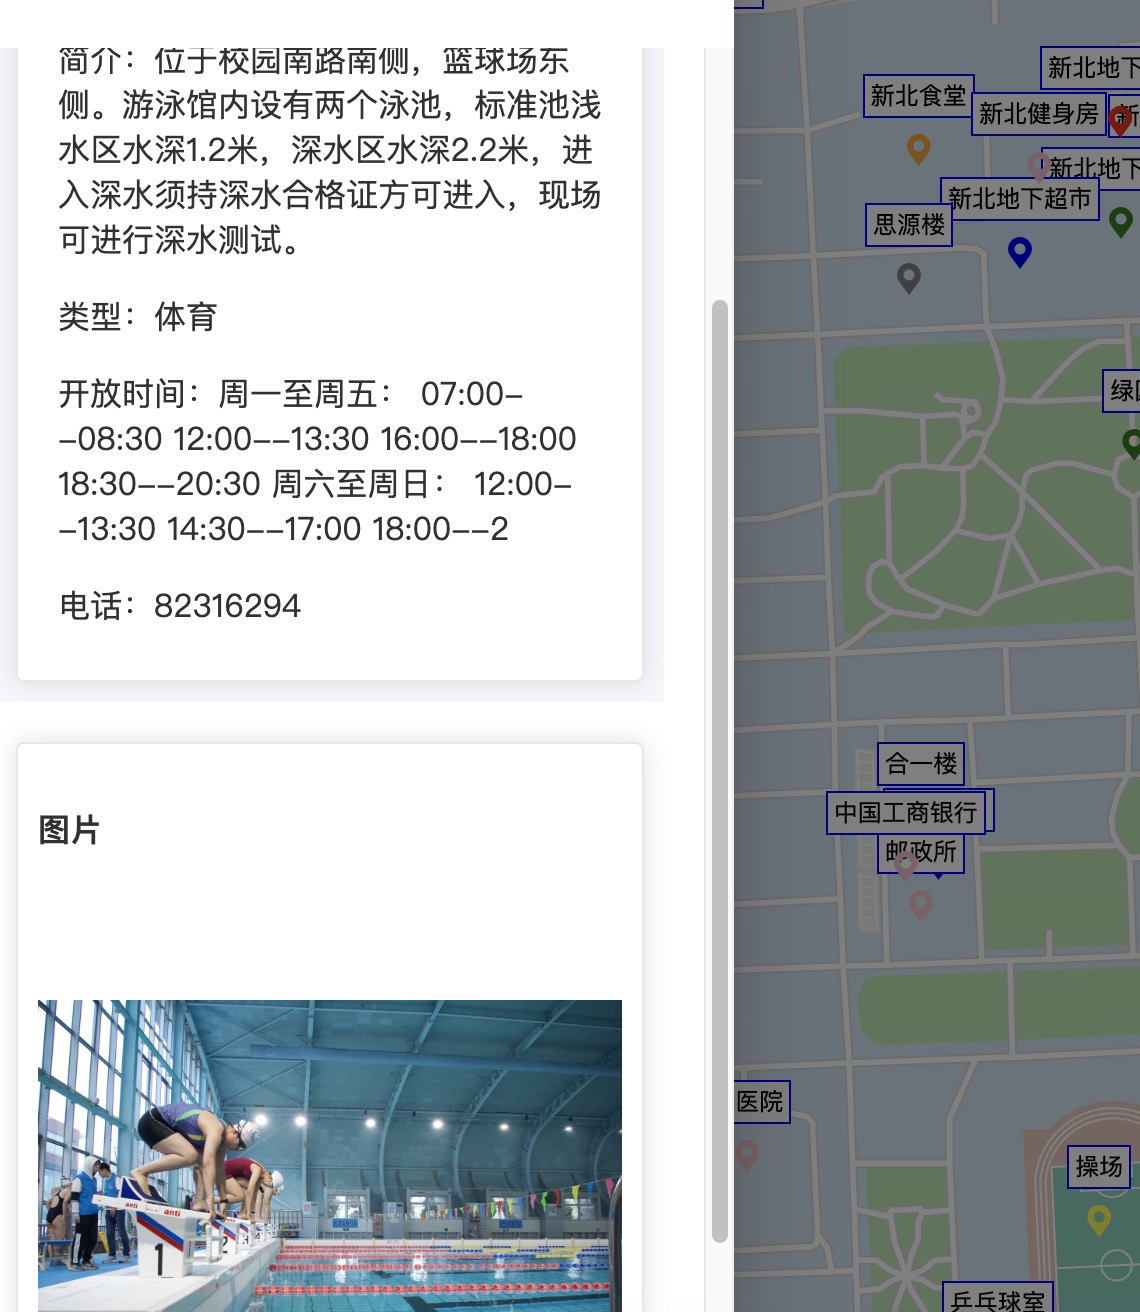 简介：位于校园南路南侧，篮球场东
侧。游泳馆内设有两个泳池，标准池浅
水区水深1.2米，深水区水深2.2米，进
入深水须持深水合格证方可进入，现场
可进行深水测试。
类型：体育
开放时间：周一至周五： 07:00-
-08:30 12:00--13:30 16:00--18:00
18:30--20:30 周六至周日： 12:00-
-13:30 14:30--17:00 18:00--2
电话：82316294
图片
anti
anti
1
2
新北地下
新北食堂
新北健身房
新
新北地下
新北地下超市
思源楼
绿
合一楼
中国工商银行
邮政所
医院
操场
乒乓球室